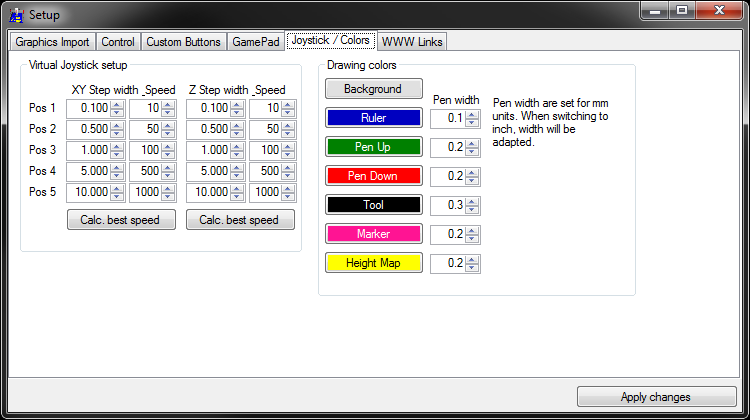 Setup
Graphics Import Control Custom Buttons GamePad Joystick / Colors WWW Links
Virtual Joystick setup
XY Step width _Speed Z Step width _Speed
Pos 1 0.100 10 0.100 10
Pos 2 0.500 50 0.500 50
Pos 3 1.000 100 1.000 100
Pos 4 5.000 500 5.000 500
Pos 5 10.000 1000 10.000 1000
Calc. best speed Calc. best speed
Drawing colors
Background
Pen width
Ruler 0.1
Pen Up 0.2
Pen Down 0.2
Tool 0.3
Marker 0.2
Height Map 0.2
Pen width are set for mm
units. When switching to
inch, width will be
adapted.
Apply changes